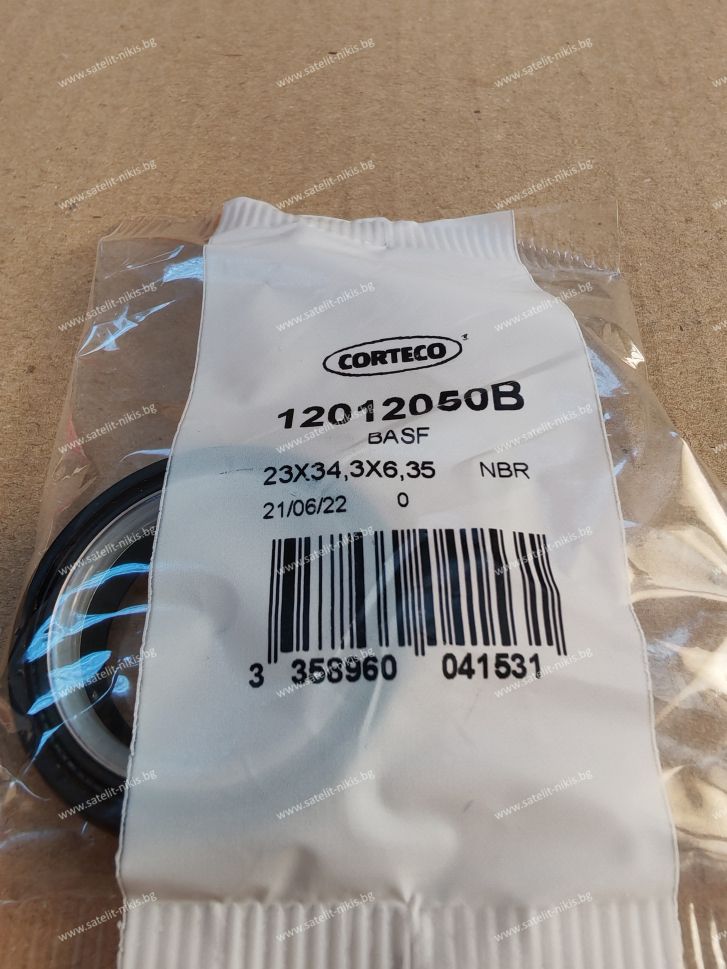 CORTECO
12012050B
BASF
23X34,3X6,35 NBR
21/06/22 0
3 358960 041531
www.satelit-nikis.bg